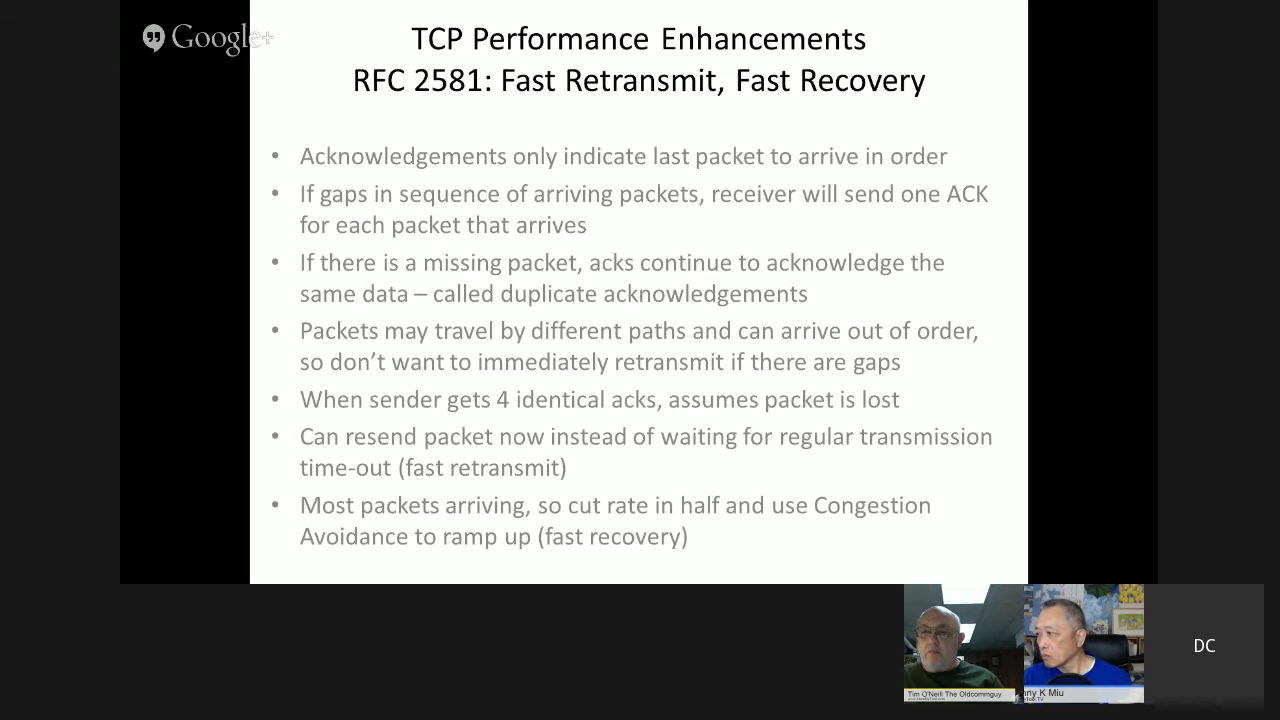 Google+
TCP Performance Enhancements
RFC 2581: Fast Retransmit, Fast Recovery
• Acknowledgements only indicate last packet to arrive in order
• If gaps in sequence of arriving packets, receiver will send one ACK
for each packet that arrives
• If there is a missing packet, acks continue to acknowledge the
same data – called duplicate acknowledgements
• Packets may travel by different paths and can arrive out of order,
so don’t want to immediately retransmit if there are gaps
• When sender gets 4 identical acks, assumes packet is lost
• Can resend packet now instead of waiting for regular transmission
time-out (fast retransmit)
• Most packets arriving, so cut rate in half and use Congestion
Avoidance to ramp up (fast recovery)
Tim O'Neill The Oldcommguy
nny K Miu
DC